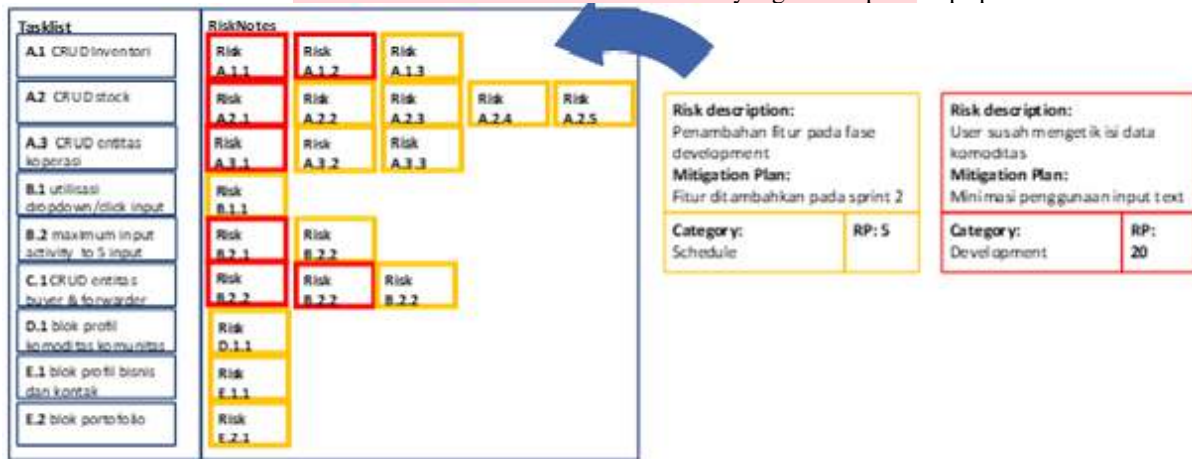 Tasklist
RiskNotes
A.1 CRUD Inventori
Risk A.1.1
Risk A.1.2
Risk A.1.3
A.2 CRUD stock
Risk A.2.1
Risk A.2.2
Risk A.2.3
Risk A.2.4
Risk A.2.5
A.3 CRUD entitas
koperasi
Risk A.3.1
Risk A.3.2
Risk A.3.3
B.1 utilisasi
dropdown/click input
Risk B.1.1
B.2 maximum input
activity to 5 input
Risk B.2.1
Risk B.2.2
C.1 CRUD entitas
buyer & forwarder
Risk B.2.2
Risk B.2.2
Risk B.2.2
D.1 blok profil
komoditas komunitas
Risk D.1.1
E.1 blok profil bisnis
dan kontak
Risk E.1.1
E.2 blok portofolio
Risk E.2.1
Risk description:
Penambahan fitur pada fase
development
Mitigation Plan:
Fitur ditambahkan pada sprint 2
Category:
Schedule
RP: 5
Risk description:
User susah mengetik isi data
komoditas
Mitigation Plan:
Minimasi penggunaan input text
Category:
Development
RP:
20